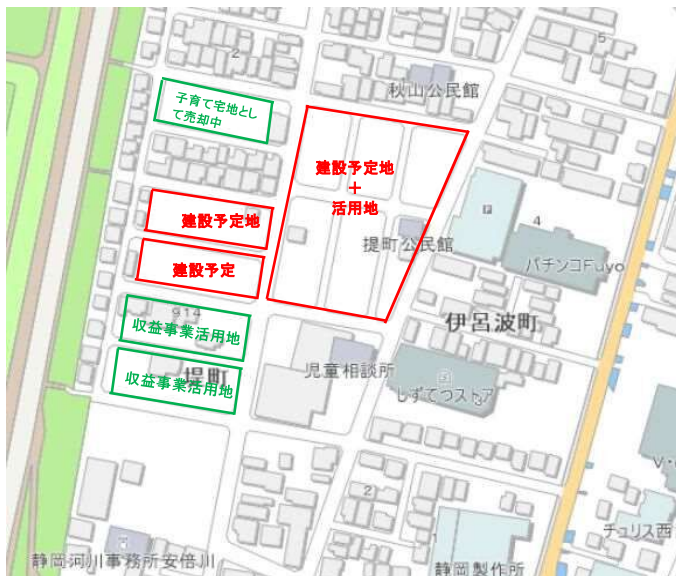 2
5
秋山公民館
子育て宅地とし
て売却中
建設予定地
＋
活用地
建設予定地
P
4
堤町公民館
建設予定
パチンコFuyo
914
収益事業活用地
伊呂波町
児童相談所
収益事業活用地
堤町
しずてつストア
3
2
1
チュリス西
静岡河川事務所安倍川
静岡製作所